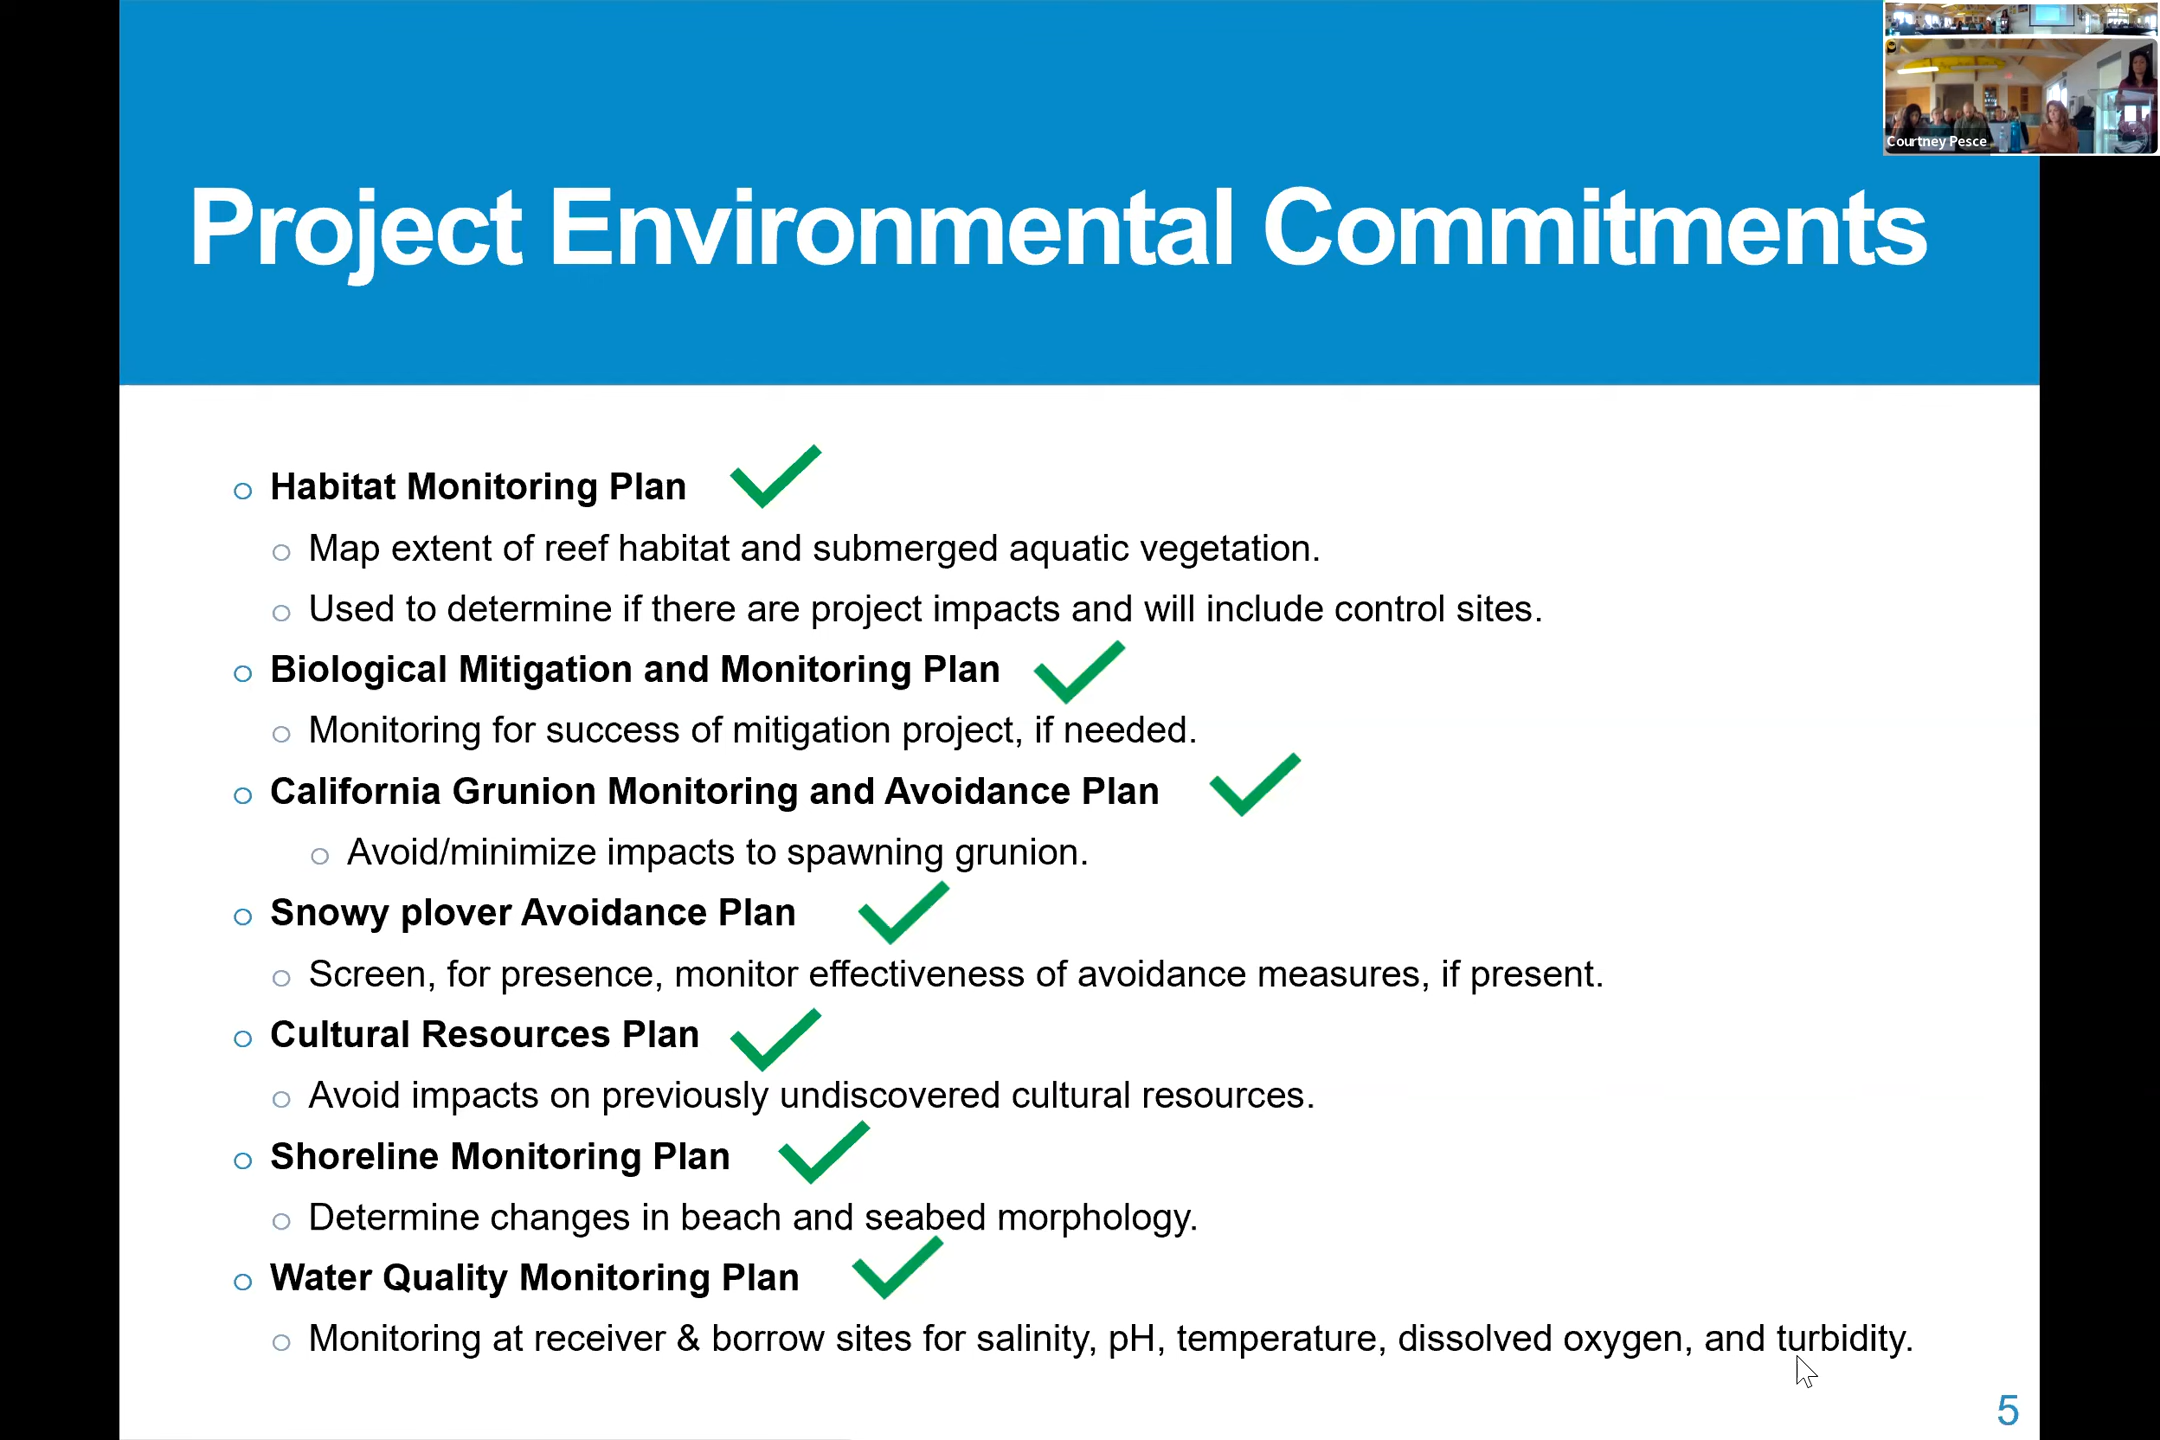 Courtney Pesce
Project Environmental Commitments
Habitat Monitoring Plan
Map extent of reef habitat and submerged aquatic vegetation.
Used to determine if there are project impacts and will include control sites.
Biological Mitigation and Monitoring Plan
Monitoring for success of mitigation project, if needed.
California Grunion Monitoring and Avoidance Plan
Avoid/minimize impacts to spawning grunion.
Snowy plover Avoidance Plan
Screen, for presence, monitor effectiveness of avoidance measures, if present.
Cultural Resources Plan
Avoid impacts on previously undiscovered cultural resources.
Shoreline Monitoring Plan
Determine changes in beach and seabed morphology.
Water Quality Monitoring Plan
Monitoring at receiver & borrow sites for salinity, pH, temperature, dissolved oxygen, and turbidity.
5